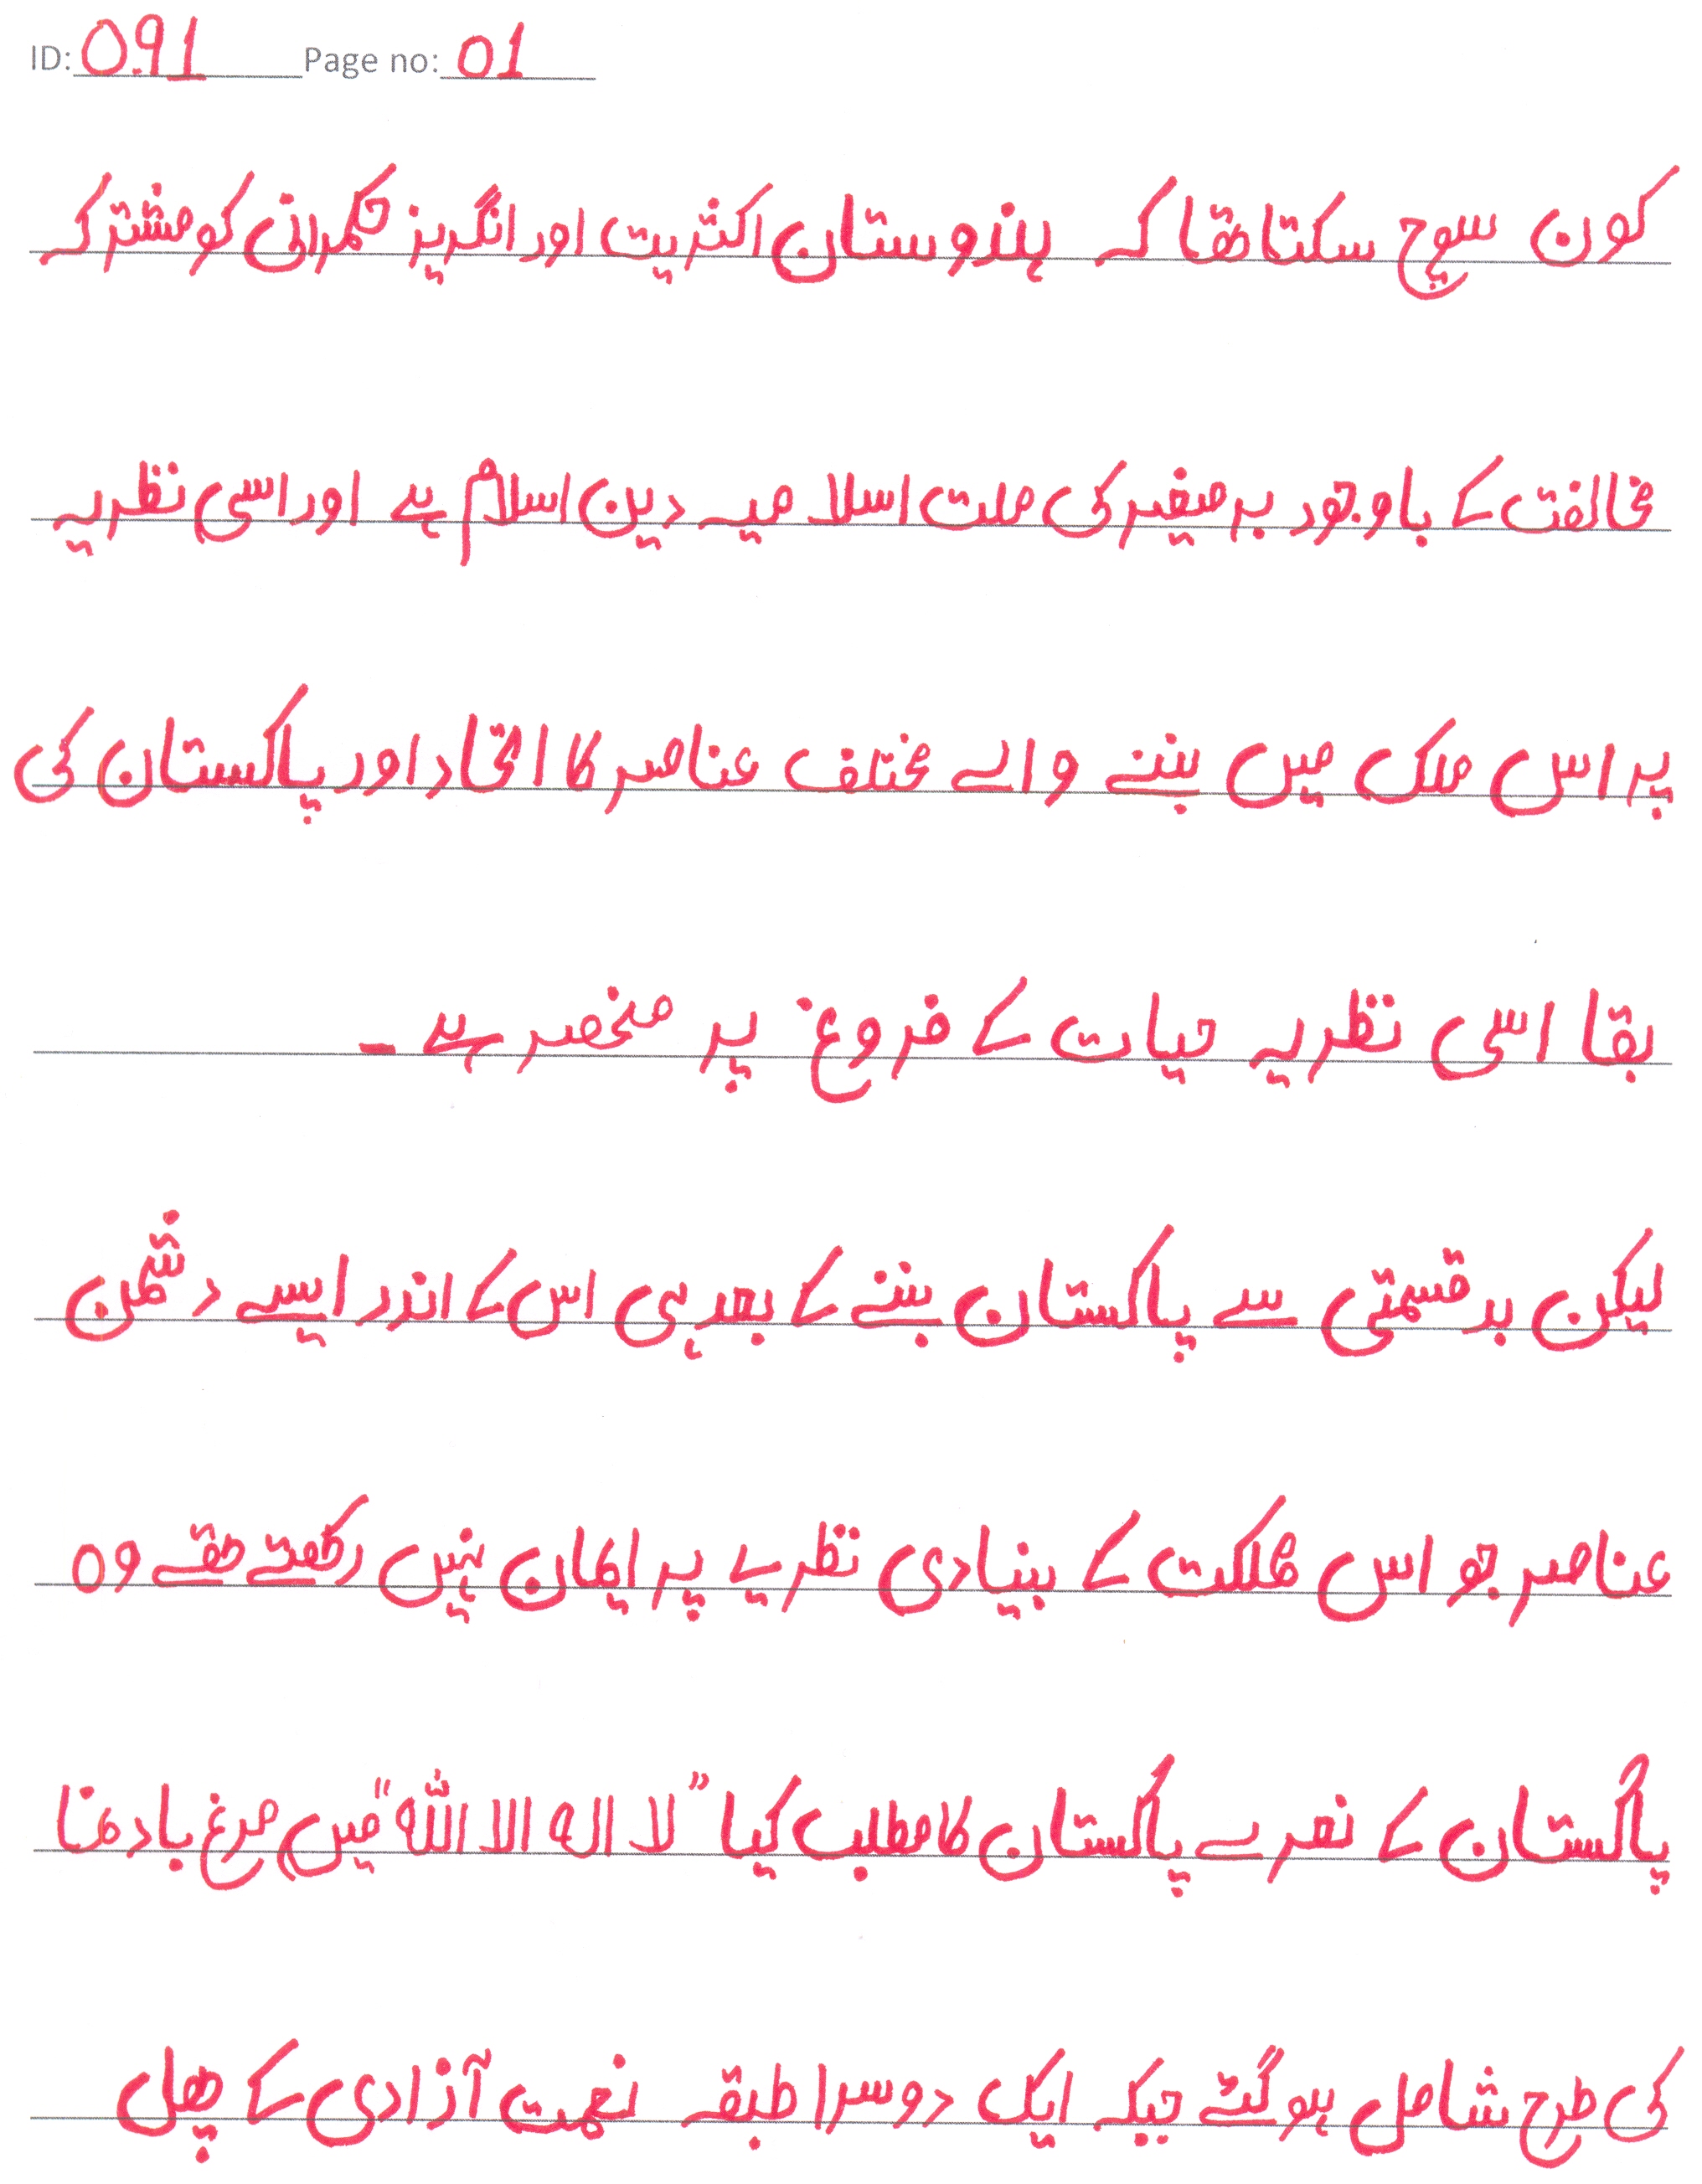 ID: 091 Page no: 01
کون سوچ سکتا تھا کہ ہندوستان اکثریت اور انگریز حکمرانی کو مشترکہ
مخالفت کے باوجود برصغیر کی ملت اسلامیہ دین اسلام ہے اور اسی نظریہ
پر اس ملک میں بسنے والے مختلف عناصر کا اتحاد اور پاکستان کی
بقا اسی نظریہ حیات کے فروغ پر منحصر ہے ۔
لیکن بدقسمتی سے پاکستان بننے کے بعد ہی اس کے اندر ایسے دشمن
عناصر جو اس مملکت کے بنیادی نظریے پر ایمان نہیں رکھتے تھے وہ
پاکستان کے نعرے پاکستان کا مطلب کیا "لا الہ الا اللہ" میں مرغ بادنما
کی طرح شامل ہو گئے جبکہ ایک دوسرا طبقہ نعمت آزادی کے پھل